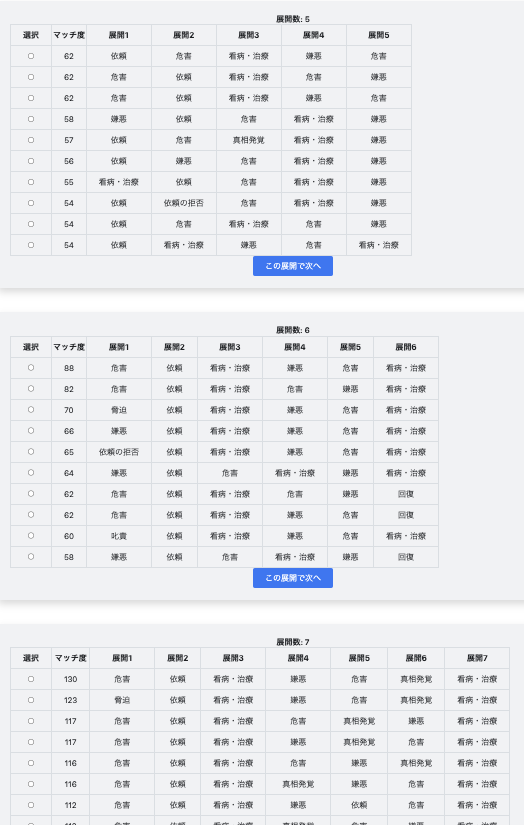 展開数: 5
選択 マッチ度 展開1 展開2 展開3 展開4 展開5
62 依頼 危害 看病・治療 嫌悪 危害
62 危害 依頼 看病・治療 危害 嫌悪
62 危害 依頼 看病・治療 嫌悪 危害
58 嫌悪 依頼 危害 看病・治療 嫌悪
57 依頼 危害 真相発覚 看病・治療 嫌悪
56 依頼 嫌悪 危害 看病・治療 嫌悪
55 看病・治療 依頼 危害 看病・治療 嫌悪
54 依頼 依頼の拒否 危害 看病・治療 嫌悪
54 依頼 危害 看病・治療 危害 嫌悪
54 依頼 看病・治療 嫌悪 危害 看病・治療
この展開で次へ
展開数: 6
選択 マッチ度 展開1 展開2 展開3 展開4 展開5 展開6
88 危害 依頼 看病・治療 嫌悪 危害 看病・治療
82 危害 依頼 看病・治療 危害 嫌悪 看病・治療
70 脅迫 依頼 看病・治療 嫌悪 危害 看病・治療
66 嫌悪 依頼 看病・治療 嫌悪 危害 看病・治療
65 依頼の拒否 依頼 看病・治療 嫌悪 危害 看病・治療
64 嫌悪 依頼 危害 看病・治療 嫌悪 看病・治療
62 危害 依頼 看病・治療 危害 嫌悪 回復
62 危害 依頼 看病・治療 嫌悪 危害 回復
60 叱責 依頼 看病・治療 嫌悪 危害 看病・治療
58 嫌悪 依頼 危害 看病・治療 嫌悪 回復
この展開で次へ
展開数: 7
選択 マッチ度 展開1 展開2 展開3 展開4 展開5 展開6 展開7
130 危害 依頼 看病・治療 嫌悪 危害 真相発覚 看病・治療
123 脅迫 依頼 看病・治療 嫌悪 危害 真相発覚 看病・治療
117 危害 依頼 看病・治療 危害 真相発覚 嫌悪 看病・治療
117 危害 依頼 看病・治療 嫌悪 真相発覚 危害 看病・治療
116 危害 依頼 看病・治療 危害 嫌悪 真相発覚 看病・治療
116 危害 依頼 看病・治療 真相発覚 嫌悪 危害 看病・治療
112 危害 依頼 看病・治療 嫌悪 依頼 危害 看病・治療